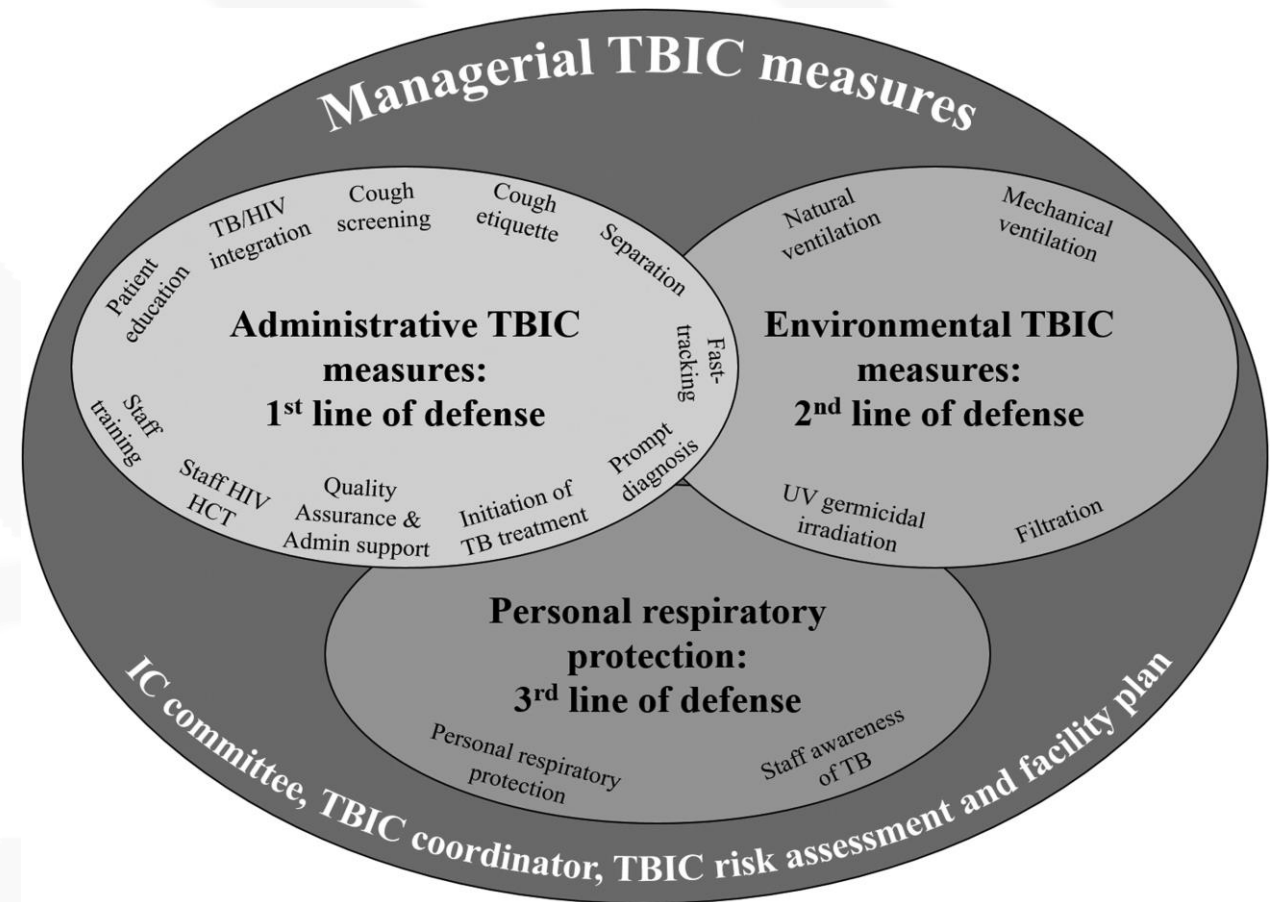 Managerial TBIC measures
Patient
education
TB/HIV
integration
Cough
screening
Cough
etiquette
Separation
Fast-
tracking
Prompt
diagnosis
Initiation of
TB treatment
Quality
Assurance &
Admin support
Staff HIV
HCT
Staff
training
Administrative TBIC
measures:
1st line of defense
Natural
ventilation
Mechanical
ventilation
Environmental TBIC
measures:
2nd line of defense
UV germicidal
irradiation
Filtration
Personal respiratory
protection:
3rd line of defense
Personal respiratory
protection
Staff awareness
of TB
IC committee, TBIC coordinator, TBIC risk assessment and facility plan